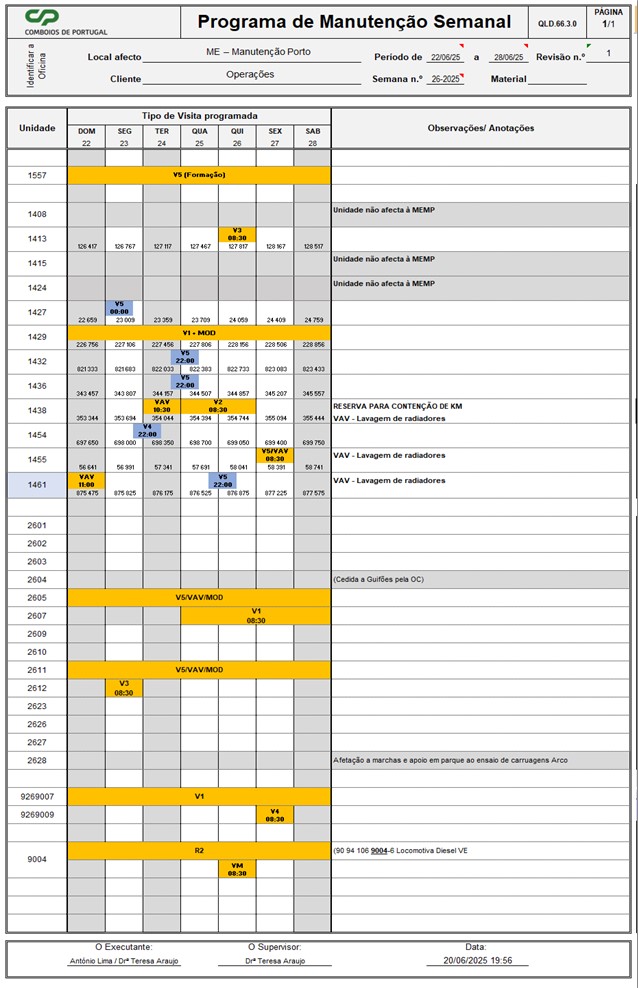 CP
COMBOIOS DE PORTUGAL
Programa de Manutenção Semanal
QLD.66.3.0
PÁGINA
1/1
Identificar a Oficina
Local afecto ME – Manutenção Porto Periodo de 22/06/25 a 28/06/25 Revisão n.º 1
Cliente Operações Semana n.º 26-2025 Material
Unidade Tipo de Visita programada Observações/ Anotações
DOM SEG TER QUA QUI SEX SAB
22 23 24 25 26 27 28
1557 V5 (Formação)
1408 Unidade não afecta à MEMP
1413 V3 08:30
126 417 126 767 127 117 127 467 127 817 128 167 128 517
1415 Unidade não afecta à MEMP
1424 Unidade não afecta à MEMP
1427 V5 00:00
22 659 23 009 23 359 23 709 24 059 24 409 24 759
1429 V1 - MOD
226 756 227 106 227 456 227 806 228 156 228 506 228 856
1432 V5 22:00
821 333 821 683 822 033 822 383 822 733 823 083 823 433
1436 V5 22:00
343 457 343 807 344 157 344 507 344 857 345 207 345 557
1438 VAV 10:30 V2 08:30 RESERVA PARA CONTENÇÃO DE KM
353 344 353 694 354 044 354 394 354 744 355 094 355 444 VAV - Lavagem de radiadores
1454 V4 22:00
697 650 698 000 698 350 698 700 699 050 699 400 699 750
1455 V5/VAV 08:30 VAV - Lavagem de radiadores
56 641 56 991 57 341 57 691 58 041 58 391 58 741
1461 VAV 11:00 V5 22:00 VAV - Lavagem de radiadores
875 475 875 825 876 175 876 525 876 875 877 225 877 575
2601
2602
2603
2604 (Cedida a Guifões pela OC)
2605 V5/VAV/MOD
2607 V1 08:30
2609
2610
2611 V5/VAV/MOD
2612 V3 08:30
2623
2626
2627
2628 Afetação a marchas e apoio em parque ao ensaio de carruagens Arco
9269007 V1
9269009 V4 08:30
9004 R2 (90 94 106 9004-6 Locomotiva Diesel VE
VM 08:30
O Executante: O Supervisor: Data:
António Lima / Drª Teresa Araujo Drª Teresa Araujo 20/06/2025 19:56